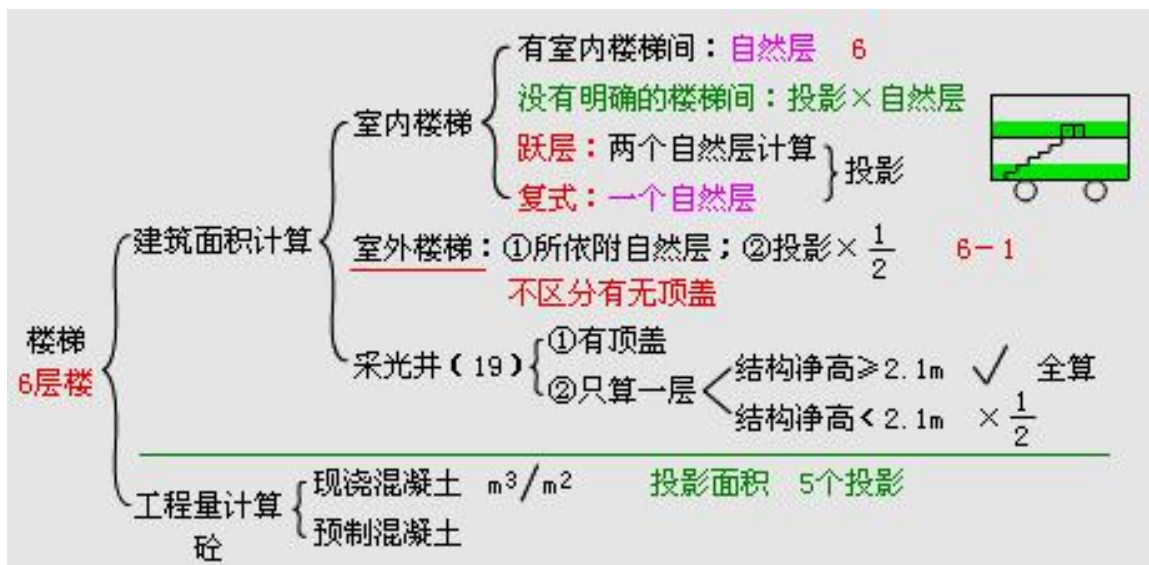 有室内楼梯间：自然层 6
没有明确的楼梯间：投影×自然层
室内楼梯
跃层：两个自然层计算
投影
复式：一个自然层
建筑面积计算
室外楼梯：①所依附自然层；②投影×1/2 6-1
不区分有无顶盖
楼梯
6层楼
采光井（19）
①有顶盖
②只算一层
结构净高≥2.1m √ 全算
结构净高<2.1m ×1/2
工程量计算
砼
现浇混凝土 m³/m² 投影面积 5个投影
预制混凝土